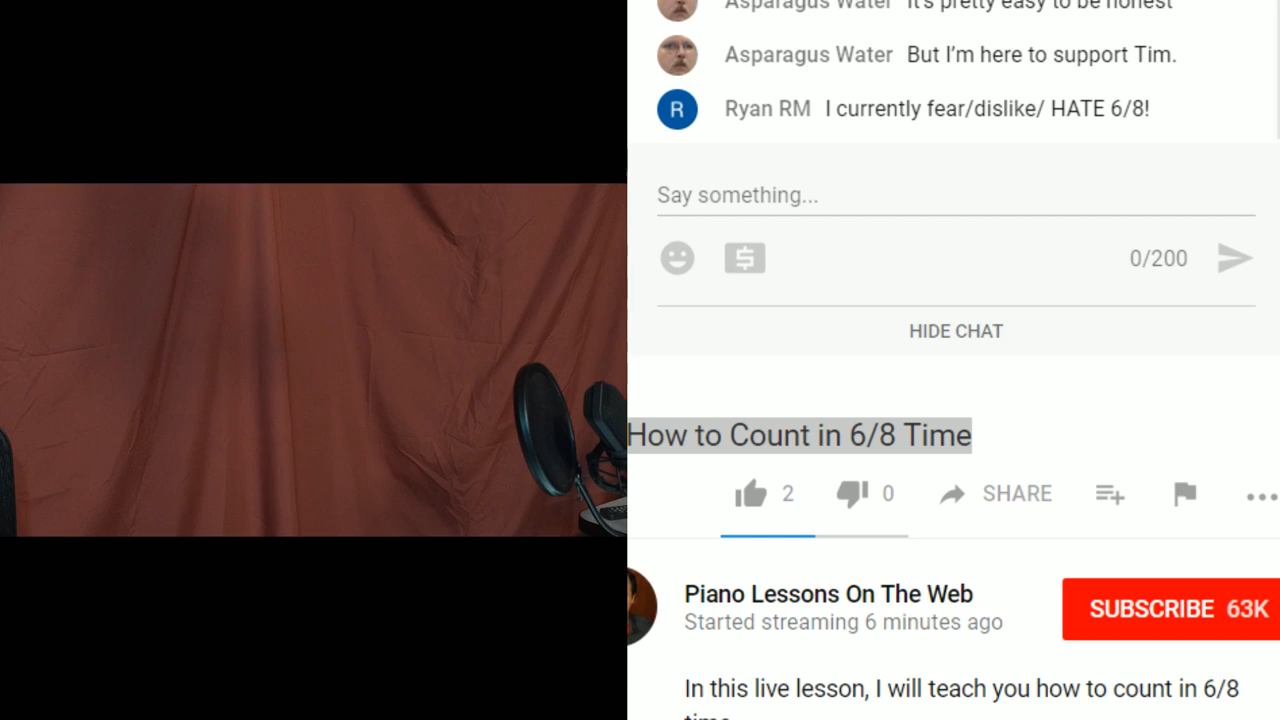 Asparagus Water It's pretty easy to be honest
Asparagus Water But I'm here to support Tim.
R Ryan RM I currently fear/dislike/ HATE 6/8!
Say something...
0/200
HIDE CHAT
How to Count in 6/8 Time
2 0 SHARE
Piano Lessons On The Web
Started streaming 6 minutes ago
SUBSCRIBE 63K
In this live lesson, I will teach you how to count in 6/8
time.